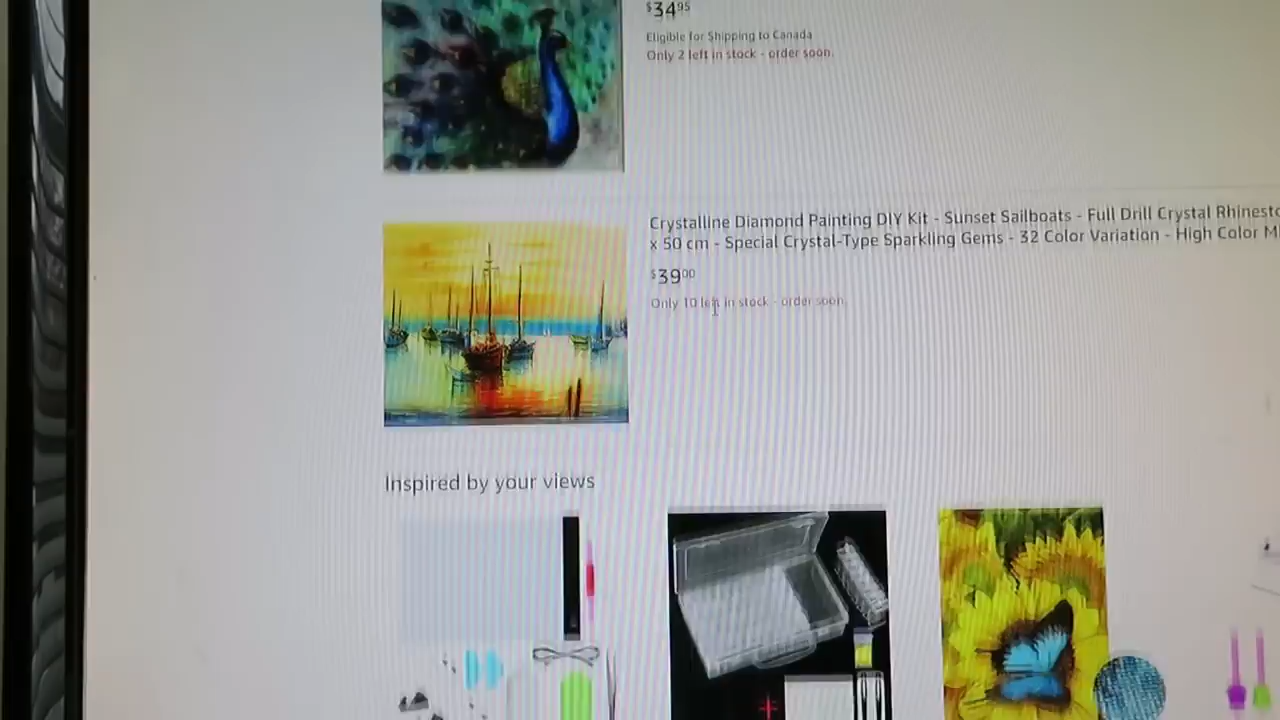 $34.95
Eligible for Shipping to Canada
Only 2 left in stock - order soon.
Crystalline Diamond Painting DIY Kit - Sunset Sailboats - Full Drill Crystal
x 50 cm - Special Crystal-Type Sparkling Gems - 32 Color Variation - High Color
$39.00
Only 10 left in stock - order soon.
Inspired by your views